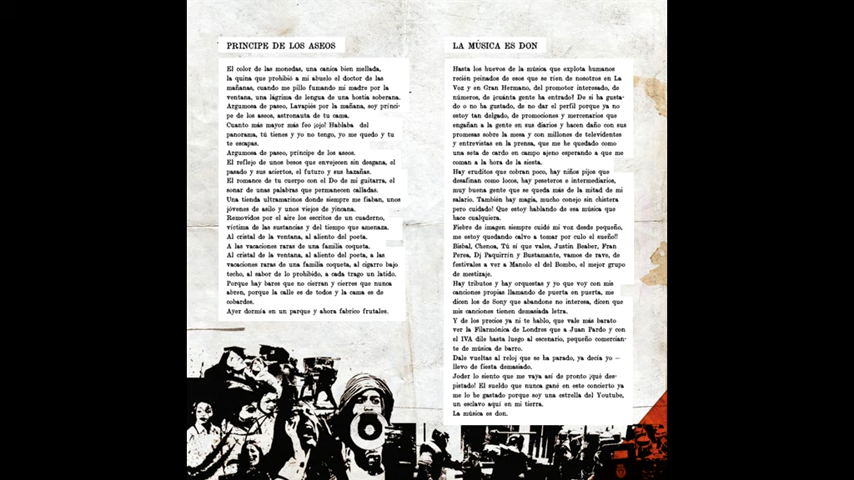 PRINCIPE DE LOS ASEOS
El color de las monedas, una canica bien mellada,
la quina que prohibió a mi abuelo el doctor de las
mañanas, cuando me pillo fumando mi madre por la
ventana, una lágrima de lengua de una hostia soberana.
Argumosa de paseo, Lavapiés por la mañana, soy prínci-
pe de los aseos, astronauta de tu cama.
Cuanto más mayor más feo ¡ojo! Hablaba del
panorama, tú tienes y yo no tengo, yo me quedo y tu
te escapas.
Argumosa de paseo, príncipe de los aseos.
El reflejo de unos besos que envejecen sin desgana, el
pasado y sus aciertos, el futuro y sus hazañas.
El romance de tu cuerpo con el Do de mi guitarra, el
sonar de unas palabras que permanecen calladas.
Una tienda ultramarinos donde siempre me fiaban, unos
jóvenes de asilo y unos viejos de yincana.
Removidos por el aire los escritos de un cuaderno,
víctima de las sustancias y del tiempo que amenaza.
Al cristal de la ventana, al aliento del poeta.
A las vacaciones raras de una familia coqueta.
Al cristal de la ventana, al aliento del poeta, a las
vacaciones raras de una familia coqueta, al cigarro bajo
techo, al sabor de lo prohibido, a cada trago un latido.
Porque hay bares que no cierran y cierres que nunca
abren, porque la calle es de todos y la cama es de
cobardes.
Ayer dormía en un parque y ahora fabrico frutales.
LA MÚSICA ES DON
Hasta los huevos de la música que explota humanos
recién peinados de esos que se ríen de nosotros en La
Voz y en Gran Hermano, del promotor interesado, de
números, de ¡cuánta gente ha entrado! De si ha gusta-
do o no ha gustado, de no dar el perfil porque ya no
estoy tan delgado, de promociones y mercenarios que
engañan a la gente en sus diarios y hacen daño con sus
promesas sobre la mesa y con millones de televidentes
y entrevistas en la prensa, que me he quedado como
una seta de cardo en campo ajeno esperando a que me
coman a la hora de la siesta.
Hay eruditos que cobran poco, hay niños pijos que
desafinan como locos, hay peseteros e intermediarios,
muy buena gente que se queda más de la mitad de mi
salario. También hay magia, mucho conejo sin chistera
pero cuidado! Que estoy hablando de esa música que
hace cualquiera.
Fiebre de imagen siempre cuidé mi voz desde pequeño,
me estoy quedando calvo a tomar por culo el sueño!!
Bisbal, Chenoa, Tú si que vales, Justin Beaber, Fran
Perea, Dj Paquirrín y Bustamante, vamos de rave, de
festivales a ver a Manolo el del Bombo, el mejor grupo
de mestizaje.
Hay tributos y hay orquestas y yo que voy con mis
canciones propias llamando de puerta en puerta, me
dicen los de Sony que abandone no interesa, dicen que
mis canciones tienen demasiada letra.
Y de los precios ya ni te hablo, que vale más barato
ver la Filarmónica de Londres que a Juan Pardo y con
el IVA dile hasta luego al escenario, pequeño comercian-
te de música de barro.
Dale vueltas al reloj que se ha parado, ya decía yo –
llevo de fiesta demasiado.
Joder lo siento que me vaya así de pronto ¡qué des-
pistado! El sueldo que nunca gané en este concierto ya
me lo he gastado porque soy una estrella del Youtube,
un esclavo aquí en mi tierra.
La música es don.